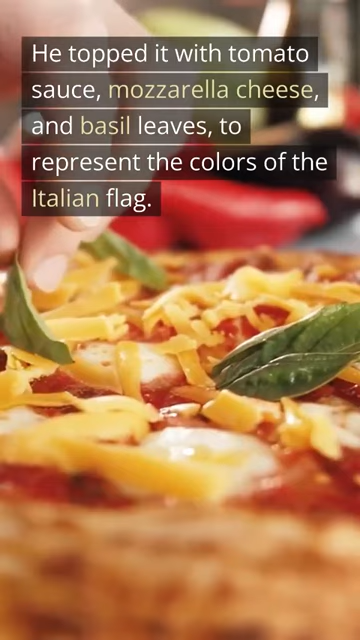 He topped it with tomato
sauce, mozzarella cheese,
and basil leaves, to
represent the colors of the
Italian flag.